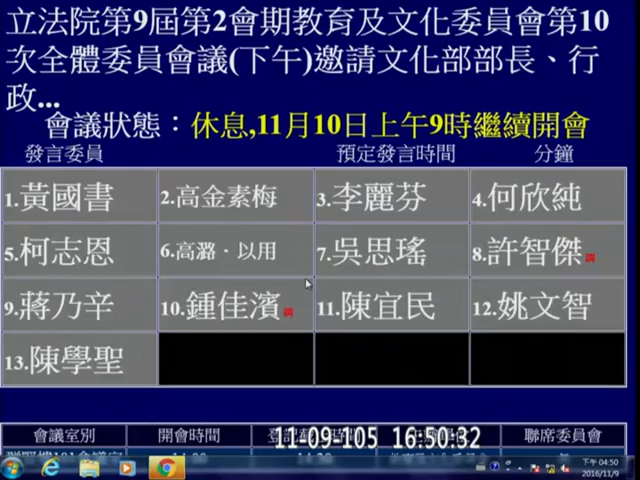 立法院第9屆第2會期教育及文化委員會第10
次全體委員會議(下午)邀請文化部部長、行
政...
會議狀態：休息,11月10日上午9時繼續開會
發言委員 預定發言時間 分鐘
1.黃國書 2.高金素梅 3.李麗芬 4.何欣純
5.柯志恩 6.高潞．以用 7.吳思瑤 8.許智傑
9.蔣乃辛 10.鍾佳濱 11.陳宜民 12.姚文智
13.陳學聖
會議室別 開會時間 聯席委員會
11-09-105 16:50:32
下午 04:50
2016/11/9